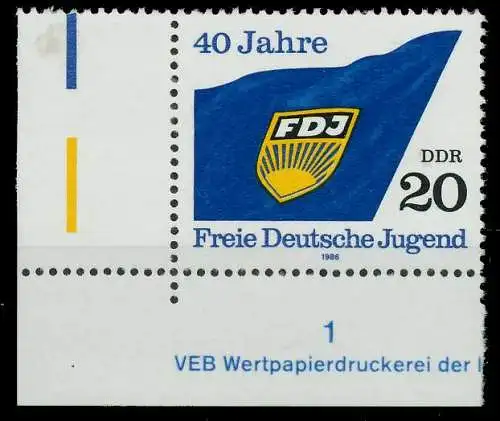 40 Jahre
FDJ
DDR
20
Freie Deutsche Jugend
1986
1
VEB Wertpapierdruckerei der